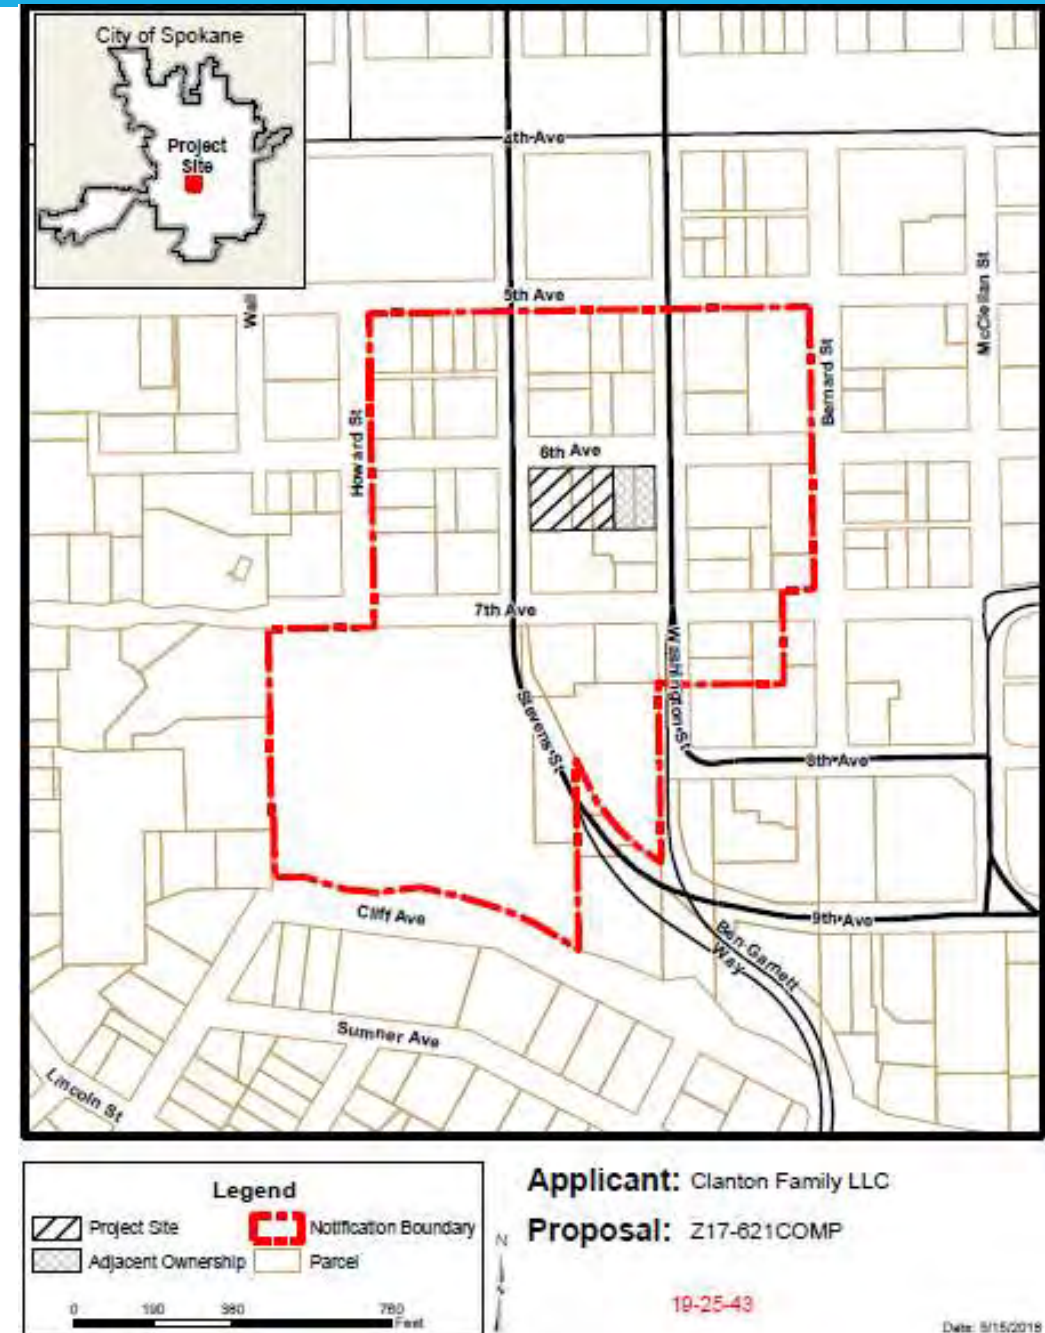 City of Spokane
Project
Site
4th Ave
5th Ave
Wall
McClellan St
Bernard St
Howard St
6th Ave
7th Ave
Washington St
Stevens St
8th Ave
Cliff Ave
9th Ave
Ben Garnett
Way
Sumner Ave
Lincoln St
Legend
Project Site
Notification Boundary
Adjacent Ownership
Parcel
0 190 380 760
Feet
N
Applicant: Clanton Family LLC
Proposal: Z17-621COMP
19-25-43
Date: 5/15/2018